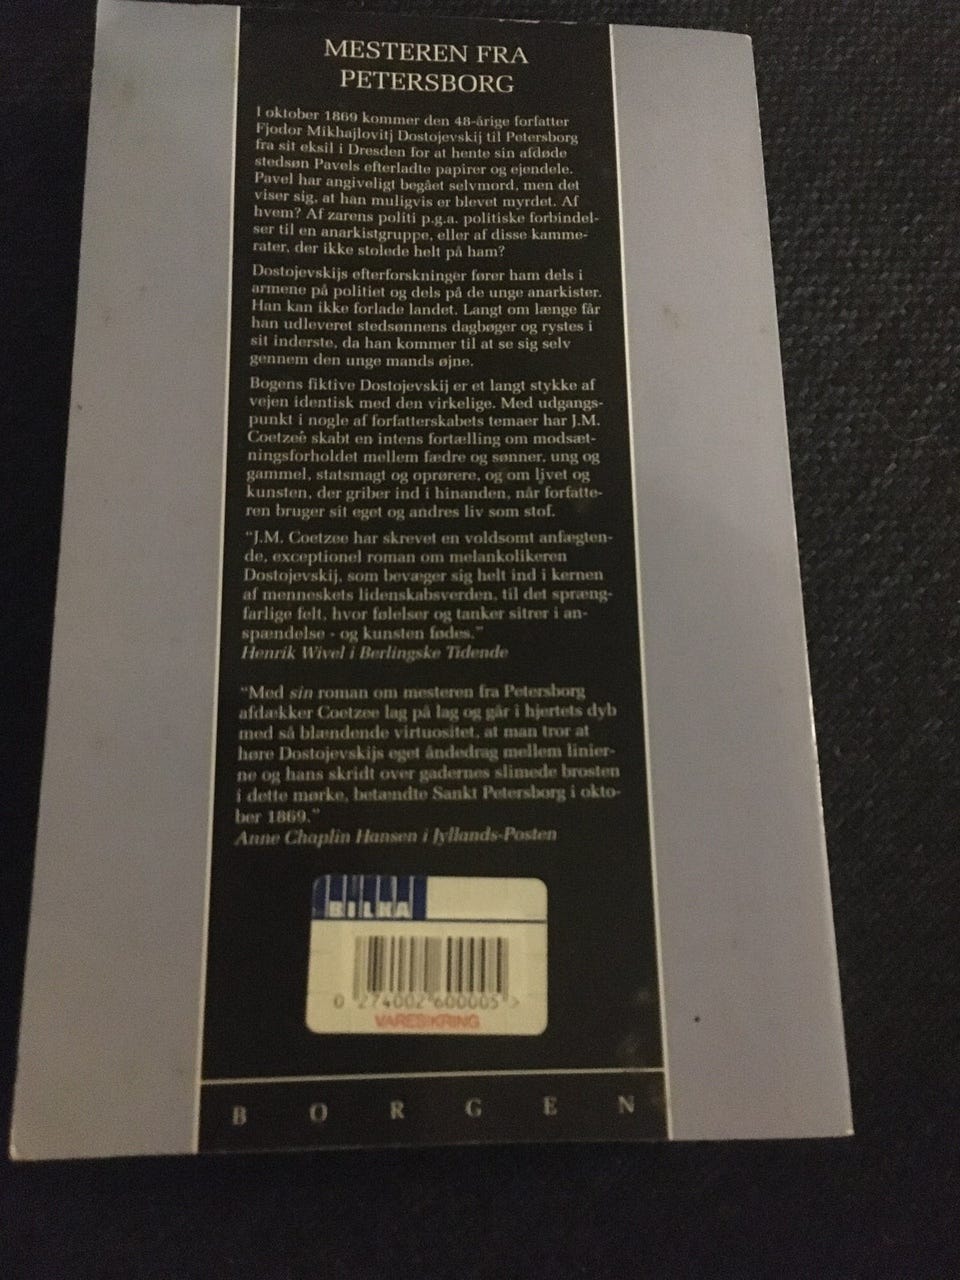 MESTEREN FRA
PETERSBORG
I oktober 1869 kommer den 48-årige forfatter
Fjodor Mikhajlovitj Dostojevskij til Petersborg
fra sit eksil i Dresden for at hente sin afdøde
stedsøn Pavels efterladte papirer og ejendele.
Pavel har angiveligt begået selvmord, men det
viser sig, at han muligvis er blevet myrdet. Af
hvem? Af zarens politi p.g.a. politiske forbindel-
ser til en anarkistgruppe, eller af disse kamme-
rater, der ikke stolede helt på ham?
Dostojevskijs efterforskninger fører ham dels i
armene på politiet og dels på de unge anarkister.
Han kan ikke forlade landet. Langt om længe får
han udleveret stedsønnens dagbøger og rystes i
sit inderste, da han kommer til at se sig selv
gennem den unge mands øjne.
Bogens fiktive Dostojevskij er et langt stykke af
vejen identisk med den virkelige. Med udgangs-
punkt i nogle af forfatterskabets temaer har J.M.
Coetzee skabt en intens fortælling om modsæt-
ningsforholdet mellem fædre og sønner, ung og
gammel, statsmagt og oprørere, og om livet og
kunsten, der griber ind i hinanden, når forfatte-
ren bruger sit eget og andres liv som stof.
"J.M. Coetzee har skrevet en voldsomt anfægten-
de, exceptionel roman om melankolikeren
Dostojevskij, som bevæger sig helt ind i kernen
af menneskets lidenskabsverden, til det spræng-
farlige felt, hvor følelser og tanker sitrer i an-
spændelse - og kunsten fødes."
Henrik Wivel i Berlingske Tidende
"Med sin roman om mesteren fra Petersborg
afdækker Coetzee lag på lag og går i hjertets dyb
med så blændende virtuositet, at man tror at
høre Dostojevskijs eget åndedrag mellem linier-
ne og hans skridt over gadernes slimede brosten
i dette mørke, betændte Sankt Petersborg i okto-
ber 1869."
Anne Chaplin Hansen i Jyllands-Posten
BILKA
0 274002 600005 >
VARESIKRING
BORGEN